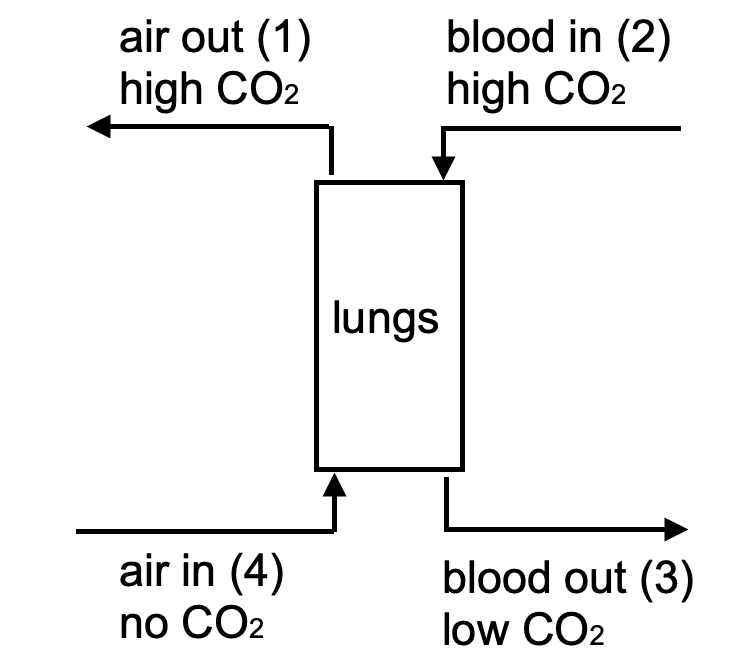 air out (1)
high CO₂
blood in (2)
high CO₂
lungs
air in (4)
no CO₂
blood out (3)
low CO₂